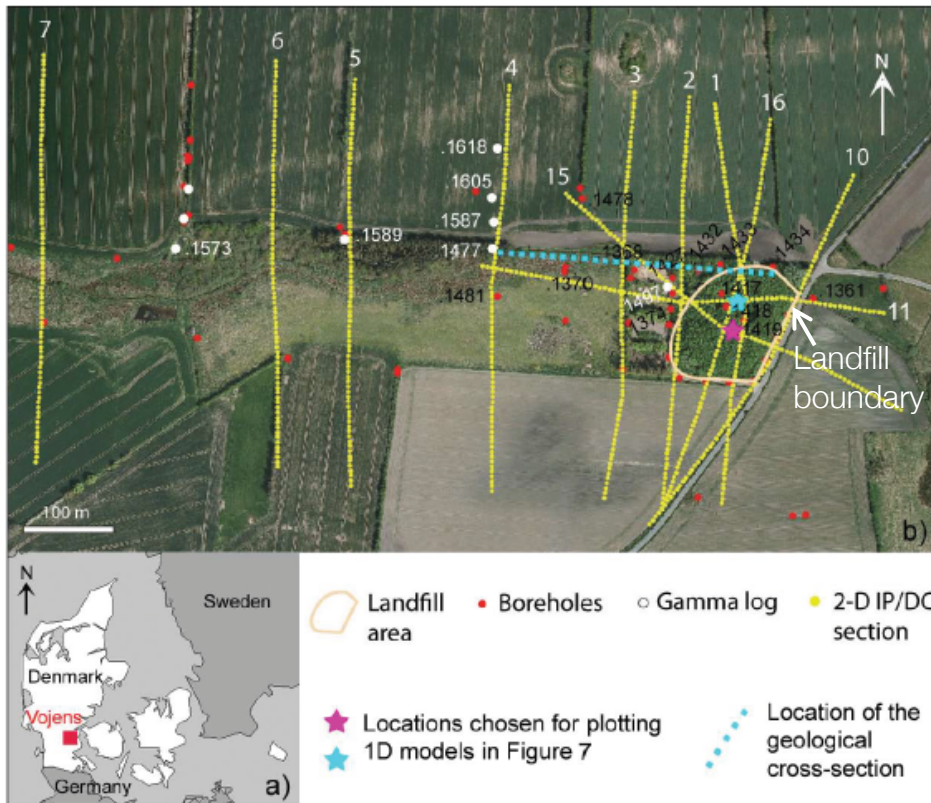 7
6
5
4
3
2
1
16
10
N
.1618
.1605
15
.1478
.1587
.1573
.1589
1477
1432
1433
1434
.1370
.1481
1417
1361
1419
11
Landfill
boundary
100 m
b)
N
Sweden
Denmark
Vojens
Germany
a)
Landfill
area
Boreholes
Gamma log
2-D IP/DC
section
Locations chosen for plotting
1D models in Figure 7
Location of the
geological
cross-section